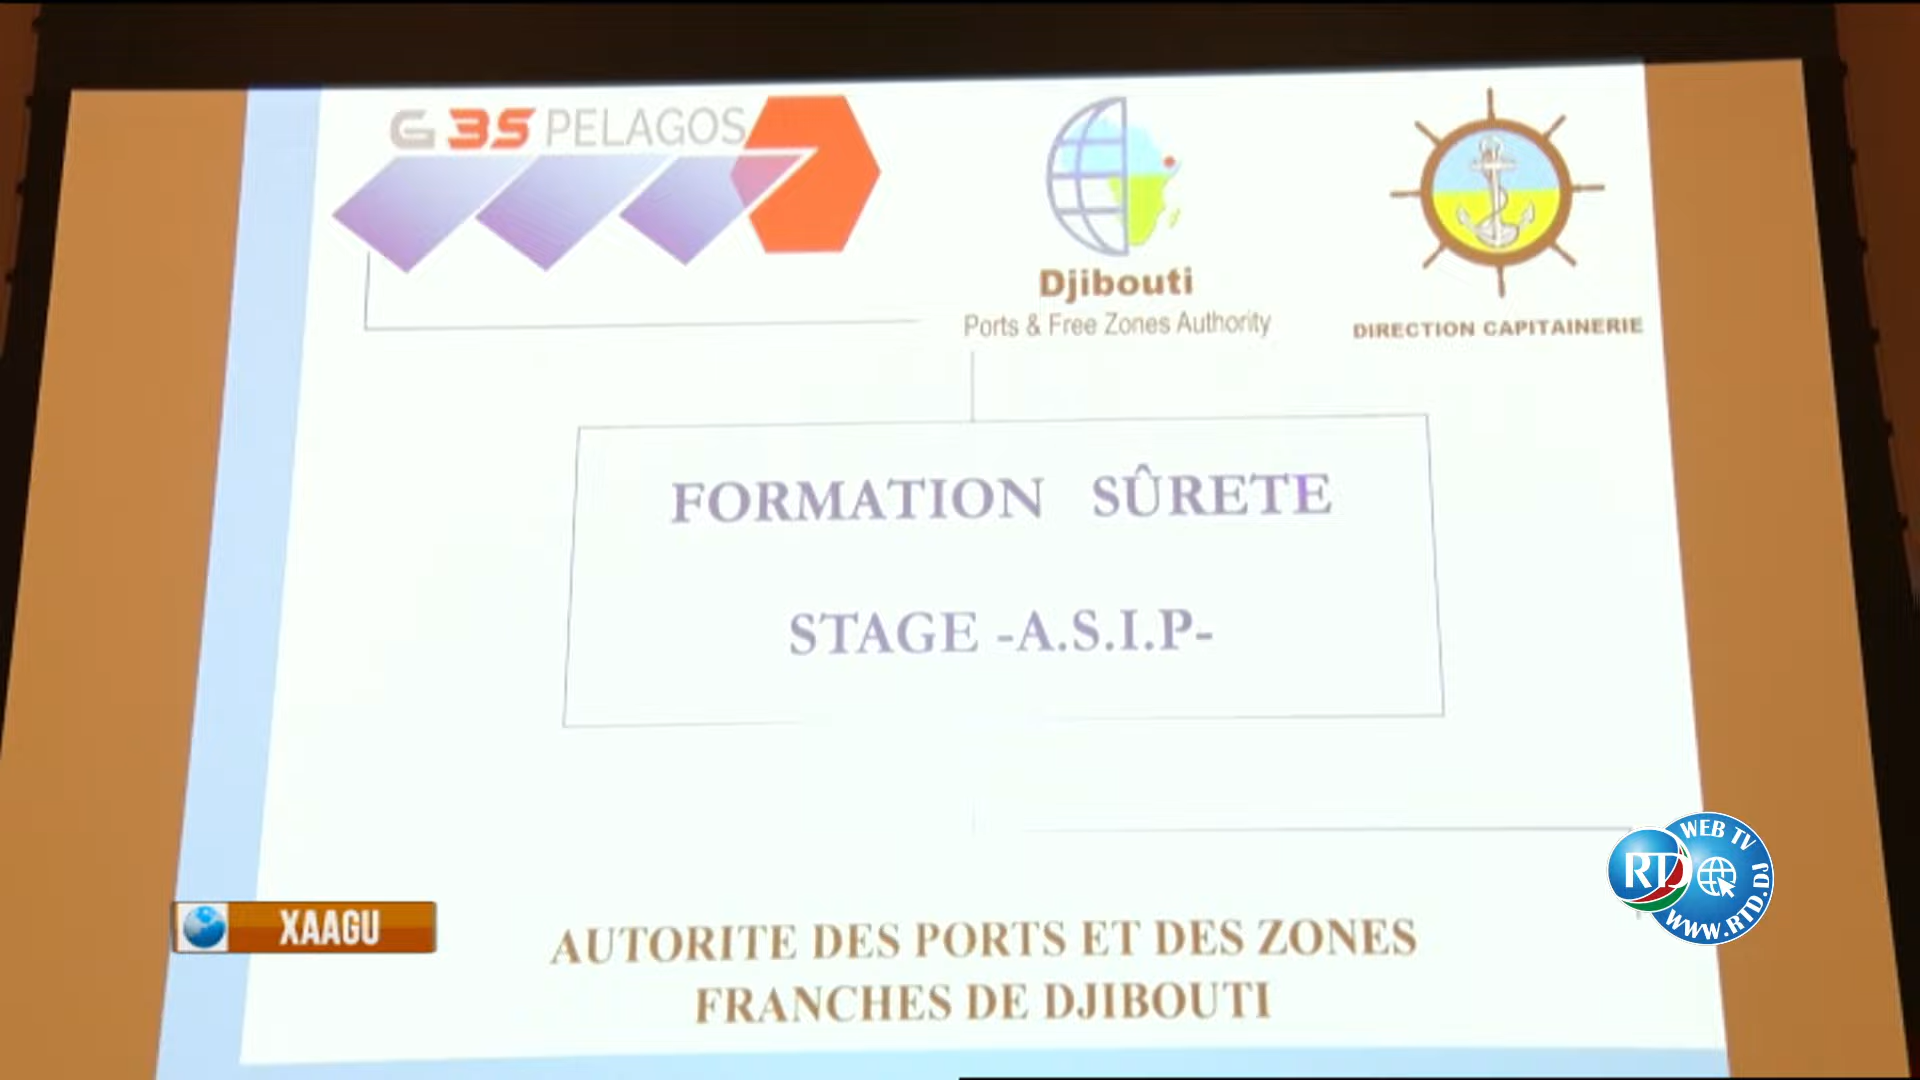 G 3S PELAGOS
Djibouti
Ports & Free Zones Authority
DIRECTION CAPITAINERIE
FORMATION SÛRETE
STAGE -A.S.I.P-
WEB TV
RTD
WWW.RTD.DJ
XAAGU
AUTORITE DES PORTS ET DES ZONES
FRANCHES DE DJIBOUTI